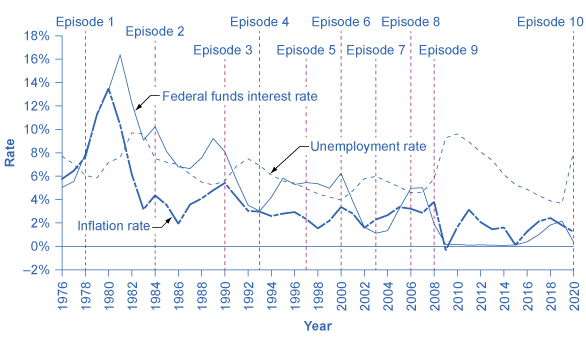 Episode 1
Episode 2
Episode 3
Episode 4
Episode 5
Episode 6
Episode 7
Episode 8
Episode 9
Episode 10
18%
16%
14%
12%
10%
8%
6%
4%
2%
0%
–2%
Rate
Federal funds interest rate
Unemployment rate
Inflation rate
1976
1978
1980
1982
1984
1986
1988
1990
1992
1994
1996
1998
2000
2002
2004
2006
2008
2010
2012
2014
2016
2018
2020
Year